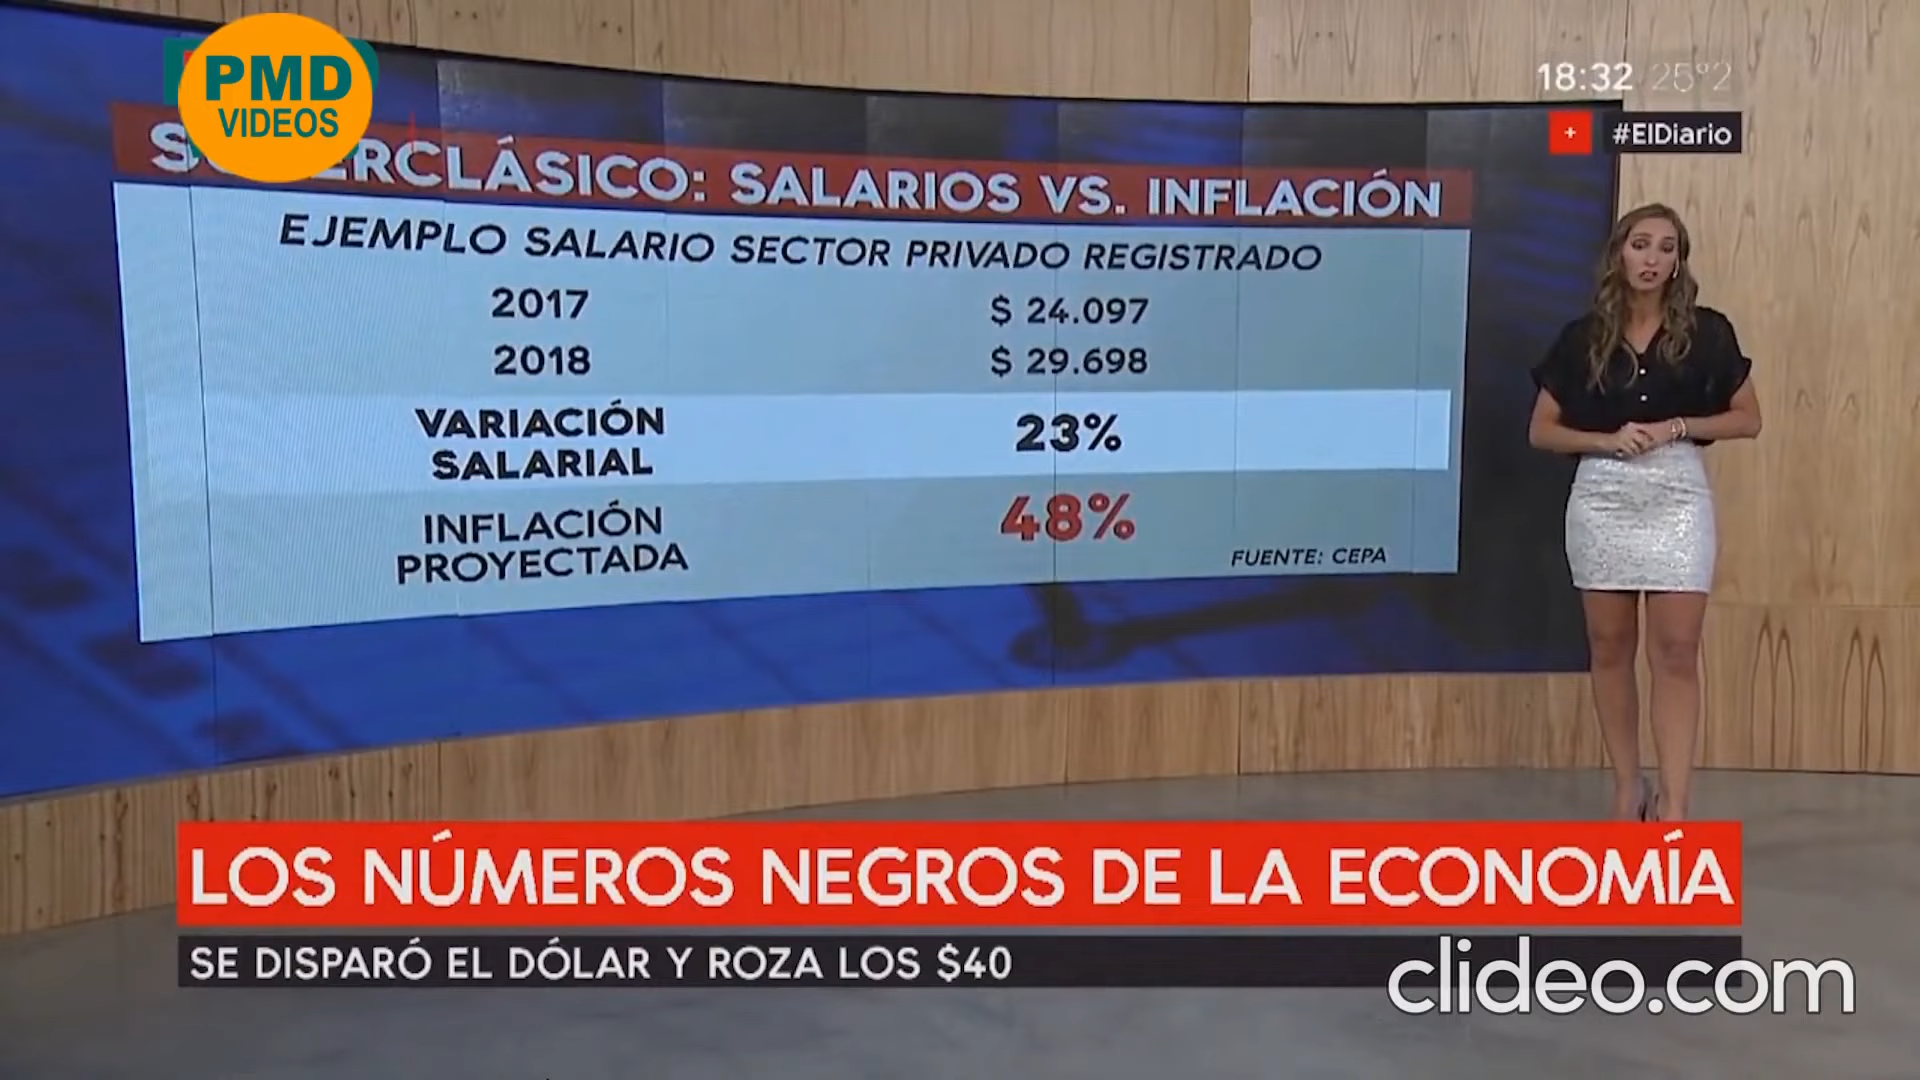 PMD
VIDEOS
18:32 25°2
+ #ElDiario
ERCLÁSICO: SALARIOS VS. INFLACIÓN
EJEMPLO SALARIO SECTOR PRIVADO REGISTRADO
2017 $ 24.097
2018 $ 29.698
VARIACIÓN SALARIAL 23%
INFLACIÓN PROYECTADA 48%
FUENTE: CEPA
LOS NÚMEROS NEGROS DE LA ECONOMÍA
SE DISPARÓ EL DÓLAR Y ROZA LOS $40
clideo.com